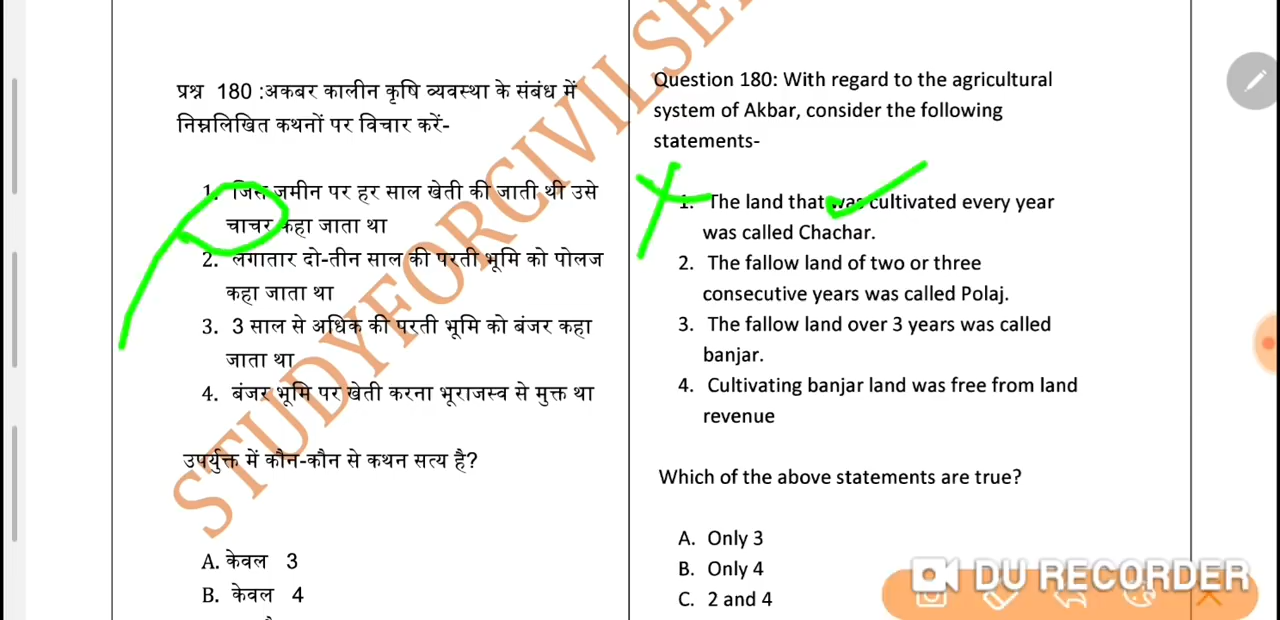 प्रश्न 180 :अकबर कालीन कृषि व्यवस्था के संबंध में
निम्नलिखित कथनों पर विचार करें-
1. जिस जमीन पर हर साल खेती की जाती थी उसे
चाचर कहा जाता था
2. लगातार दो-तीन साल की परती भूमि को पोलज
कहा जाता था
3. 3 साल से अधिक की परती भूमि को बंजर कहा
जाता था
4. बंजर भूमि पर खेती करना भूराजस्व से मुक्त था
उपर्युक्त में कौन-कौन से कथन सत्य है?
A. केवल 3
B. केवल 4
Question 180: With regard to the agricultural
system of Akbar, consider the following
statements-
1. The land that was cultivated every year
was called Chachar.
2. The fallow land of two or three
consecutive years was called Polaj.
3. The fallow land over 3 years was called
banjar.
4. Cultivating banjar land was free from land
revenue
Which of the above statements are true?
A. Only 3
B. Only 4
C. 2 and 4
STUDYFORCIVILSE
DU RECORDER